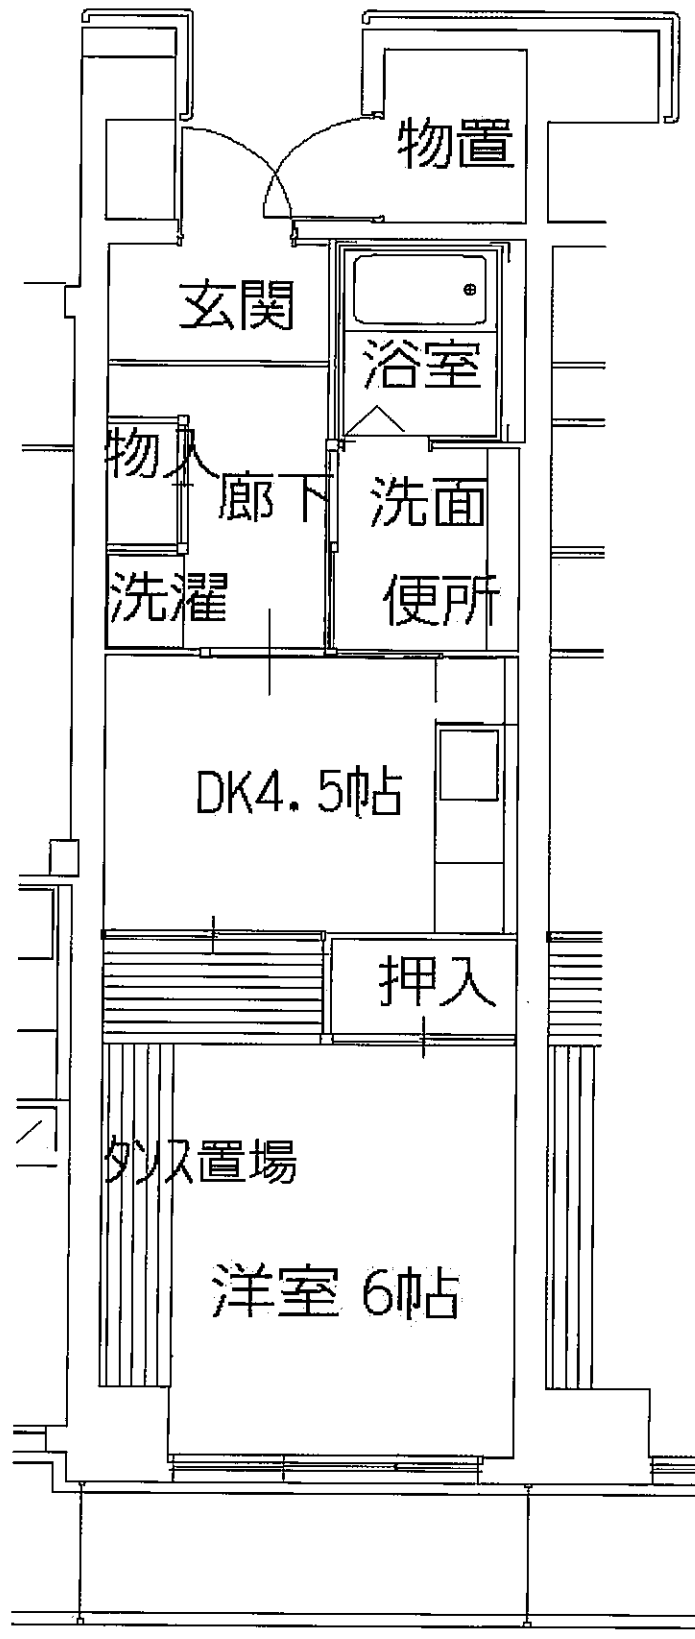 物置
玄関
浴室
物入
廊下
洗面
洗濯
便所
DK4.5帖
押入
タンス置場
洋室 6帖